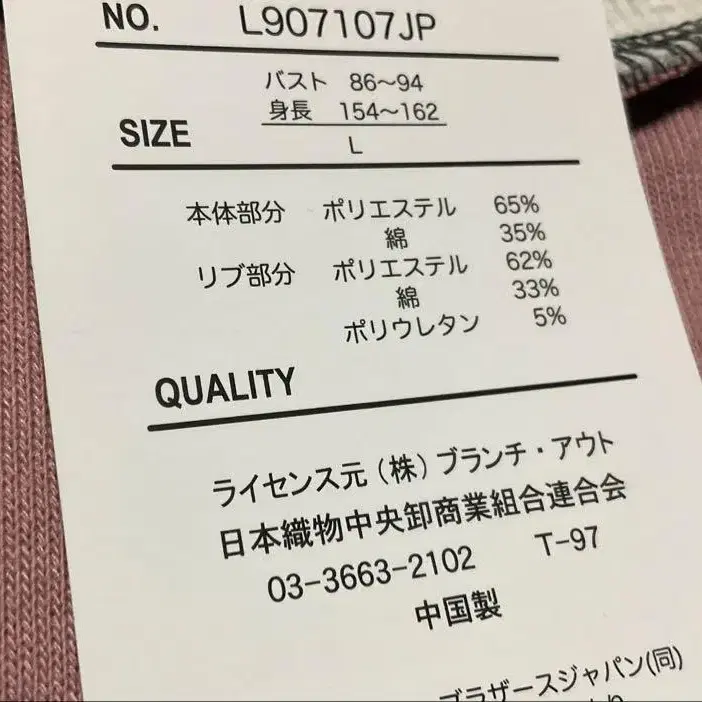 NO. L907107JP
バスト 86～94
身長 154～162
SIZE
L
本体部分 ポリエステル 65%
綿 35%
リブ部分 ポリエステル 62%
綿 33%
ポリウレタン 5%
QUALITY
ライセンス元(株)ブランチ・アウト
日本織物中央卸商業組合連合会
03-3663-2102 T-97
中国製
ブラザースジャパン(同)